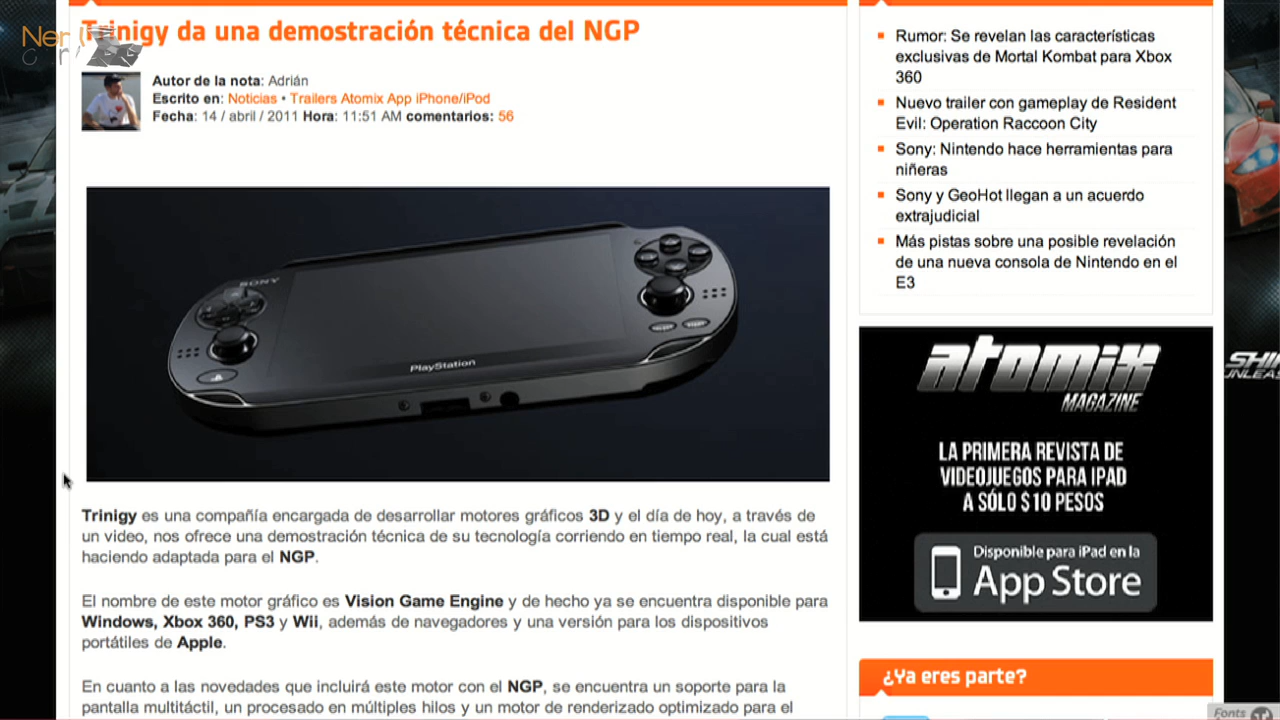 Trinigy da una demostración técnica del NGP
Autor de la nota: Adrián
Escrito en: Noticias • Trailers Atomix App iPhone/iPod
Fecha: 14 / abril / 2011 Hora: 11:51 AM comentarios: 56
SONY
PlayStation
Trinigy es una compañía encargada de desarrollar motores gráficos 3D y el día de hoy, a través de
un video, nos ofrece una demostración técnica de su tecnología corriendo en tiempo real, la cual está
haciendo adaptada para el NGP.
El nombre de este motor gráfico es Vision Game Engine y de hecho ya se encuentra disponible para
Windows, Xbox 360, PS3 y Wii, además de navegadores y una versión para los dispositivos
portátiles de Apple.
En cuanto a las novedades que incluirá este motor con el NGP, se encuentra un soporte para la
pantalla multitáctil, un procesado en múltiples hilos y un motor de renderizado optimizado para el
Rumor: Se revelan las características
exclusivas de Mortal Kombat para Xbox
360
Nuevo trailer con gameplay de Resident
Evil: Operation Raccoon City
Sony: Nintendo hace herramientas para
niñeras
Sony y GeoHot llegan a un acuerdo
extrajudicial
Más pistas sobre una posible revelación
de una nueva consola de Nintendo en el
E3
atomix
MAGAZINE
LA PRIMERA REVISTA DE
VIDEOJUEGOS PARA IPAD
A SÓLO $10 PESOS
Disponible para iPad en la
App Store
¿Ya eres parte?
Fonts